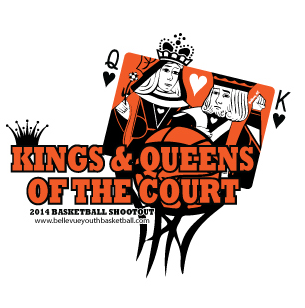 Q
K
KINGS & QUEENS
OF THE COURT
2014 BASKETBALL SHOOTOUT
www.bellevueyouthbasketball.com